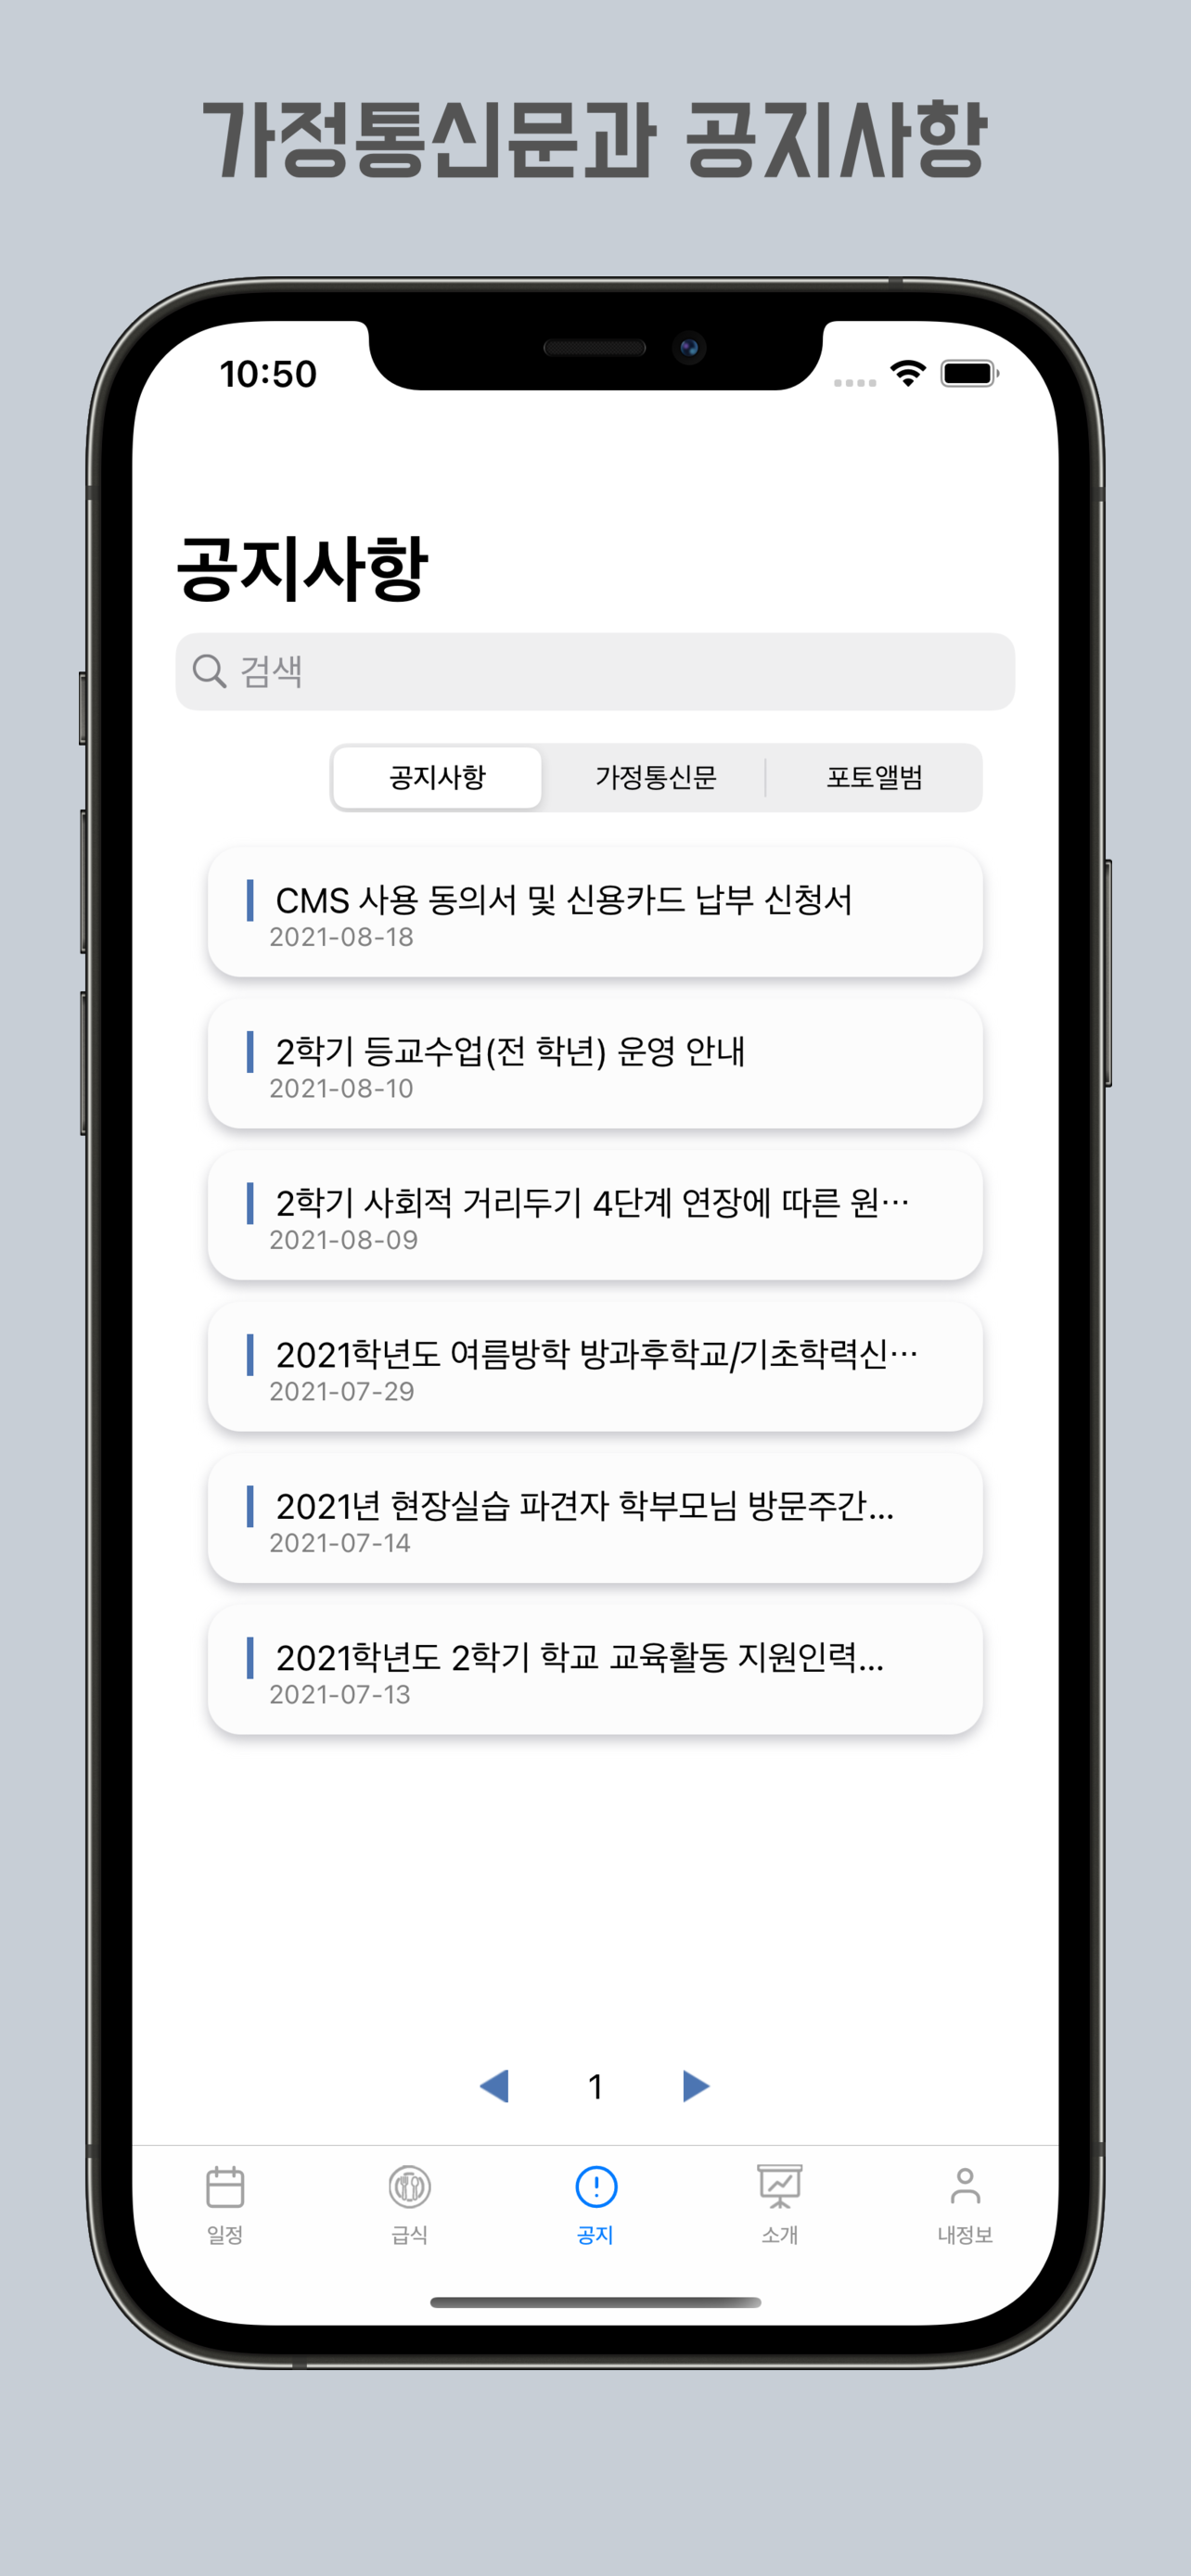 가정통신문과 공지사항
10:50
공지사항
검색
공지사항 가정통신문 포토앨범
CMS 사용 동의서 및 신용카드 납부 신청서
2021-08-18
2학기 등교수업(전 학년) 운영 안내
2021-08-10
2학기 사회적 거리두기 4단계 연장에 따른 원…
2021-08-09
2021학년도 여름방학 방과후학교/기초학력신…
2021-07-29
2021년 현장실습 파견자 학부모님 방문주간...
2021-07-14
2021학년도 2학기 학교 교육활동 지원인력...
2021-07-13
1
일정 급식 공지 소개 내정보